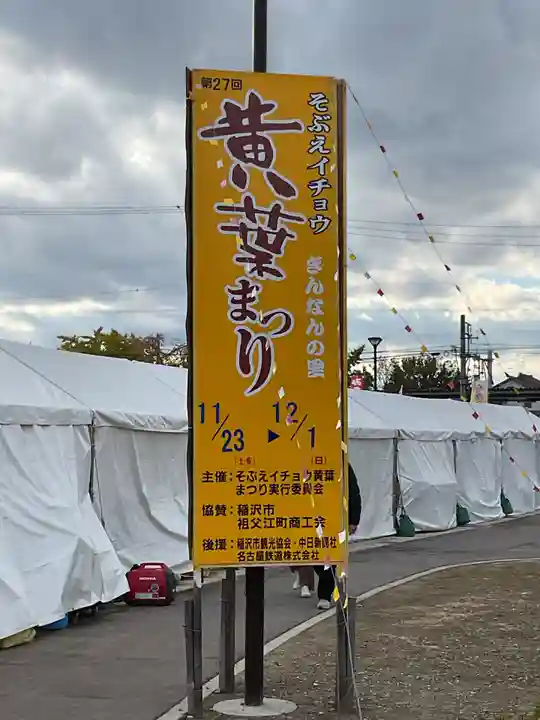 第27回
そぶえイチョウ
黄葉まつり
ぎんなんの里
11/23 ▶ 12/1
(土・祝) (日)
主催：そぶえイチョウ黄葉
まつり実行委員会
協賛：稲沢市
祖父江町商工会
後援：稲沢市観光協会・中日新聞社
名古屋鉄道株式会社
HONDA